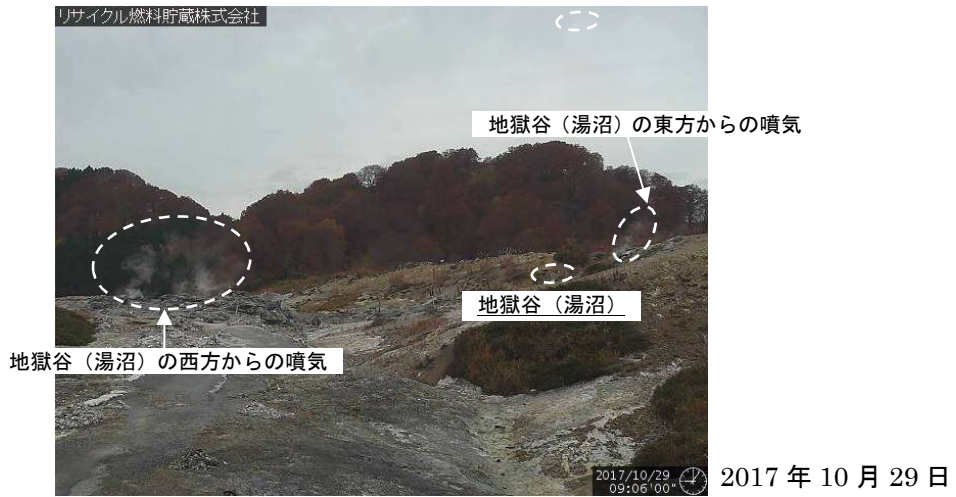 リサイクル燃料貯蔵株式会社
地獄谷（湯沼）の東方からの噴気
地獄谷（湯沼）
地獄谷（湯沼）の西方からの噴気
2017/10/29
09:06'00"
2017 年 10 月 29 日